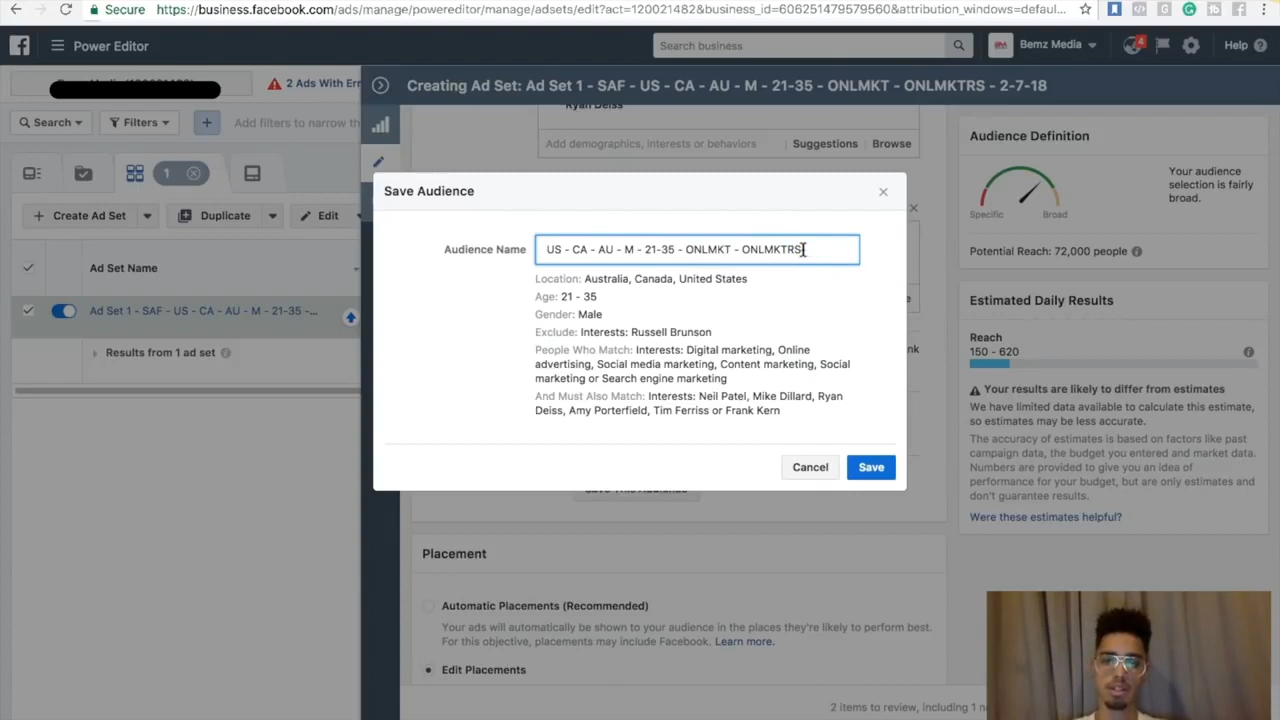 Secure https://business.facebook.com/ads/manage/powereditor/manage/adsets/edit?act=120021482&business_id=606251479579560&attribution_windows=defaul...
Power Editor
Search business
Bemz Media
4
Help
2 Ads With Err
Creating Ad Set: Ad Set 1 - SAF - US - CA - AU - M - 21-35 - ONLMKT - ONLMKTRS - 2-7-18
Search
Filters
Add filters to narrow th
Ryan Deiss
Add demographics, interests or behaviors
Suggestions
Browse
Audience Definition
Your audience
selection is fairly
broad.
Specific
Broad
Potential Reach: 72,000 people
1
Create Ad Set
Duplicate
Edit
Ad Set Name
Ad Set 1 - SAF - US - CA - AU - M - 21-35 -...
Results from 1 ad set
Save Audience
Audience Name
US - CA - AU - M - 21-35 - ONLMKT - ONLMKTRS
Location: Australia, Canada, United States
Age: 21 - 35
Gender: Male
Exclude: Interests: Russell Brunson
People Who Match: Interests: Digital marketing, Online
advertising, Social media marketing, Content marketing, Social
marketing or Search engine marketing
And Must Also Match: Interests: Neil Patel, Mike Dillard, Ryan
Deiss, Amy Porterfield, Tim Ferriss or Frank Kern
Cancel
Save
Estimated Daily Results
Reach
150 - 620
Your results are likely to differ from estimates
We have limited data available to calculate this estimate,
so estimates may be less accurate.
The accuracy of estimates is based on factors like past
campaign data, the budget you entered and market data.
Numbers are provided to give you an idea of
performance for your budget, but are only estimates and
don't guarantee results.
Were these estimates helpful?
Placement
Automatic Placements (Recommended)
Your ads will automatically be shown to your audience in the places they're likely to perform best.
For this objective, placements may include Facebook. Learn more.
Edit Placements
2 items to review, including 1 n